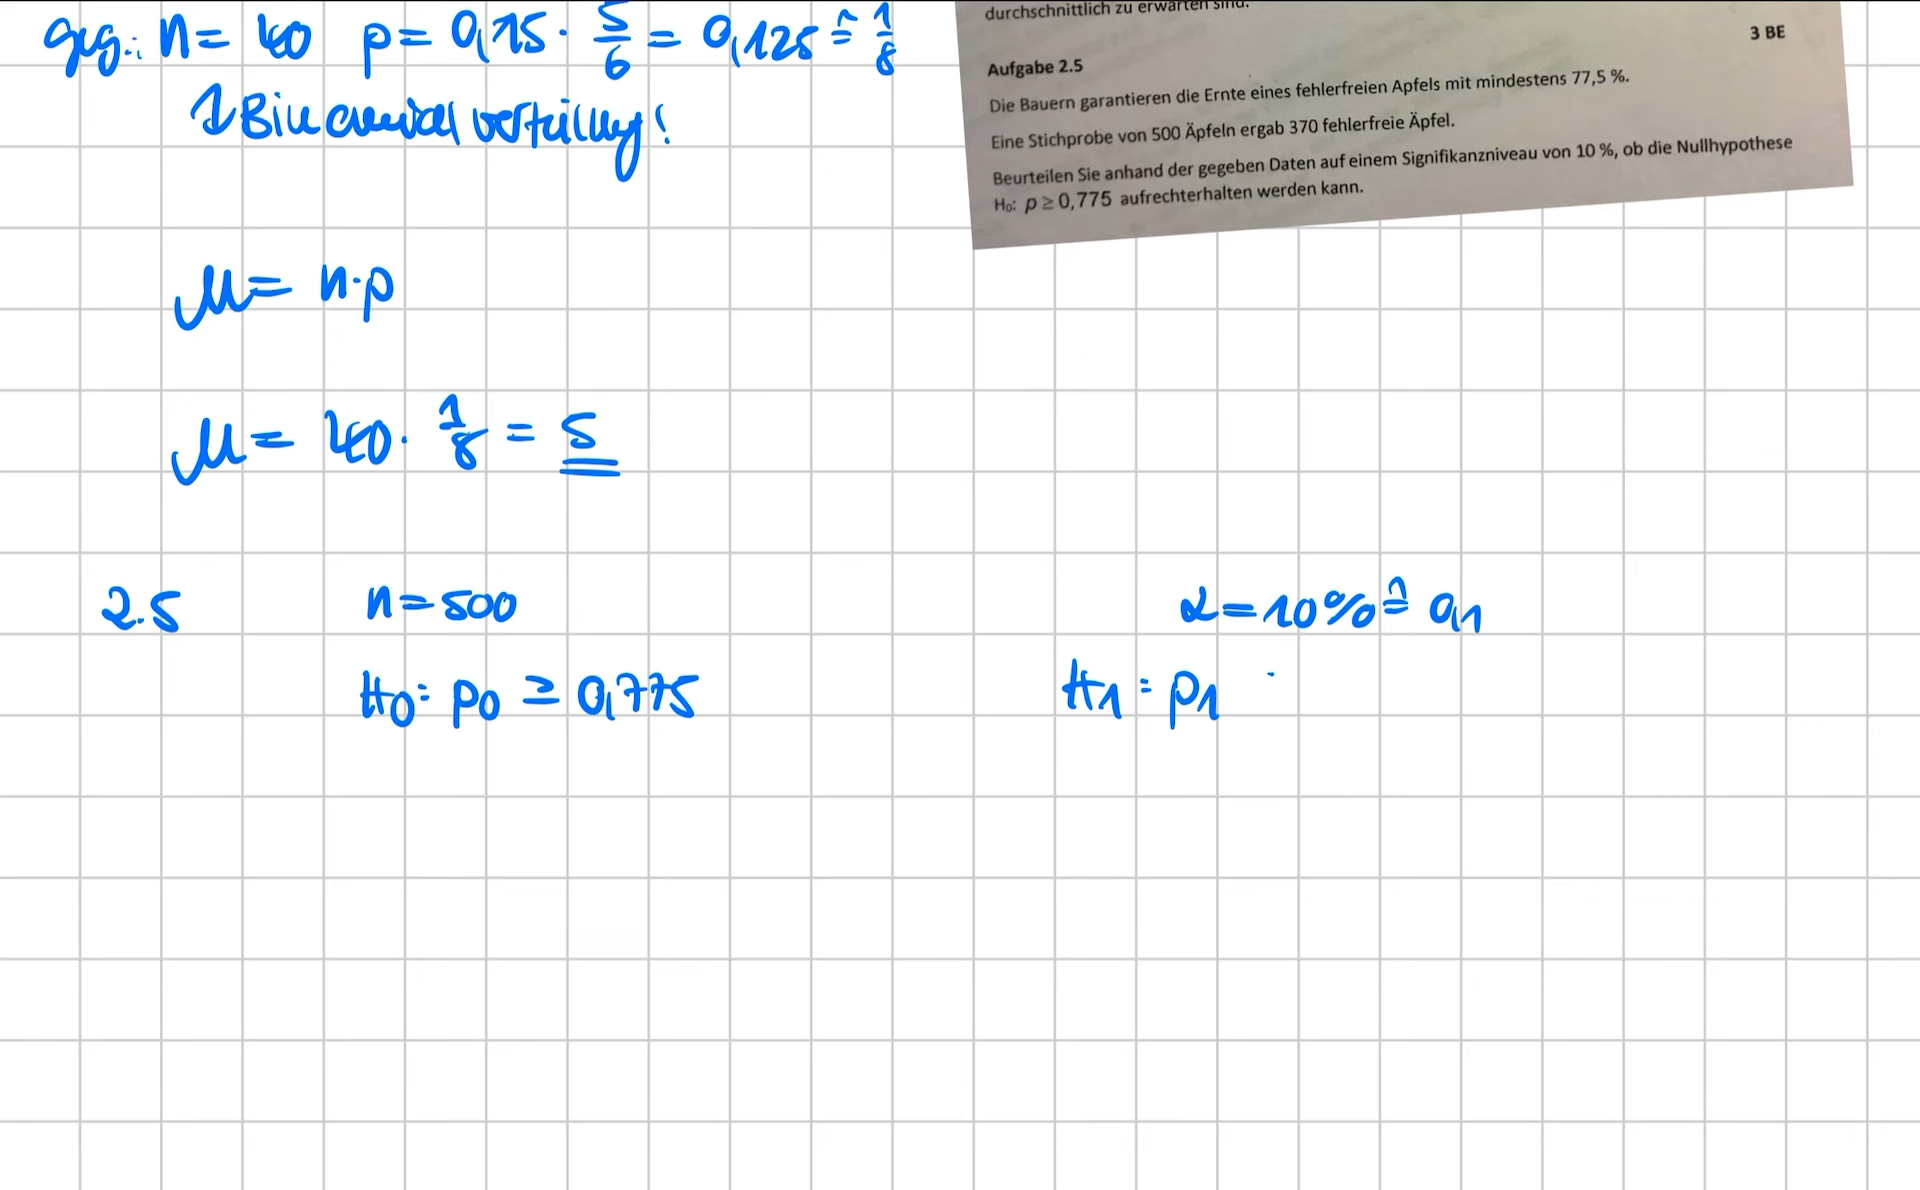 geg.: n = 40 p = 0,15 · 5/6 = 0,125 ≙ 1/8
Binomialverteilung!
μ = n·p
μ = 40 · 1/8 = 5
2.5 n = 500 α = 10% ≙ 0,1
H0: p0 ≥ 0,775 H1: p1
durchschnittlich zu erwarten sind.
3 BE
Aufgabe 2.5
Die Bauern garantieren die Ernte eines fehlerfreien Apfels mit mindestens 77,5 %.
Eine Stichprobe von 500 Äpfeln ergab 370 fehlerfreie Äpfel.
Beurteilen Sie anhand der gegeben Daten auf einem Signifikanzniveau von 10 %, ob die Nullhypothese
H₀: p ≥ 0,775 aufrechterhalten werden kann.